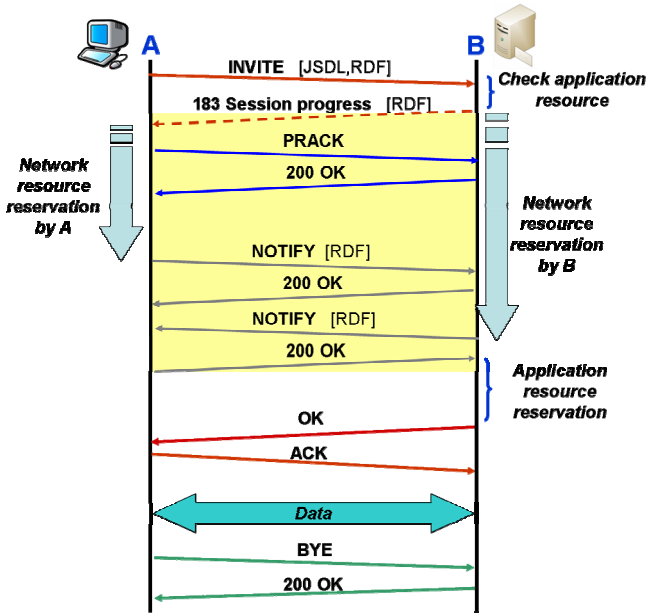 A
B
INVITE [JSDL,RDF]
Check application
resource
183 Session progress [RDF]
PRACK
Network
resource
reservation
by A
200 OK
Network
resource
reservation
by B
NOTIFY [RDF]
200 OK
NOTIFY [RDF]
200 OK
Application
resource
reservation
OK
ACK
Data
BYE
200 OK